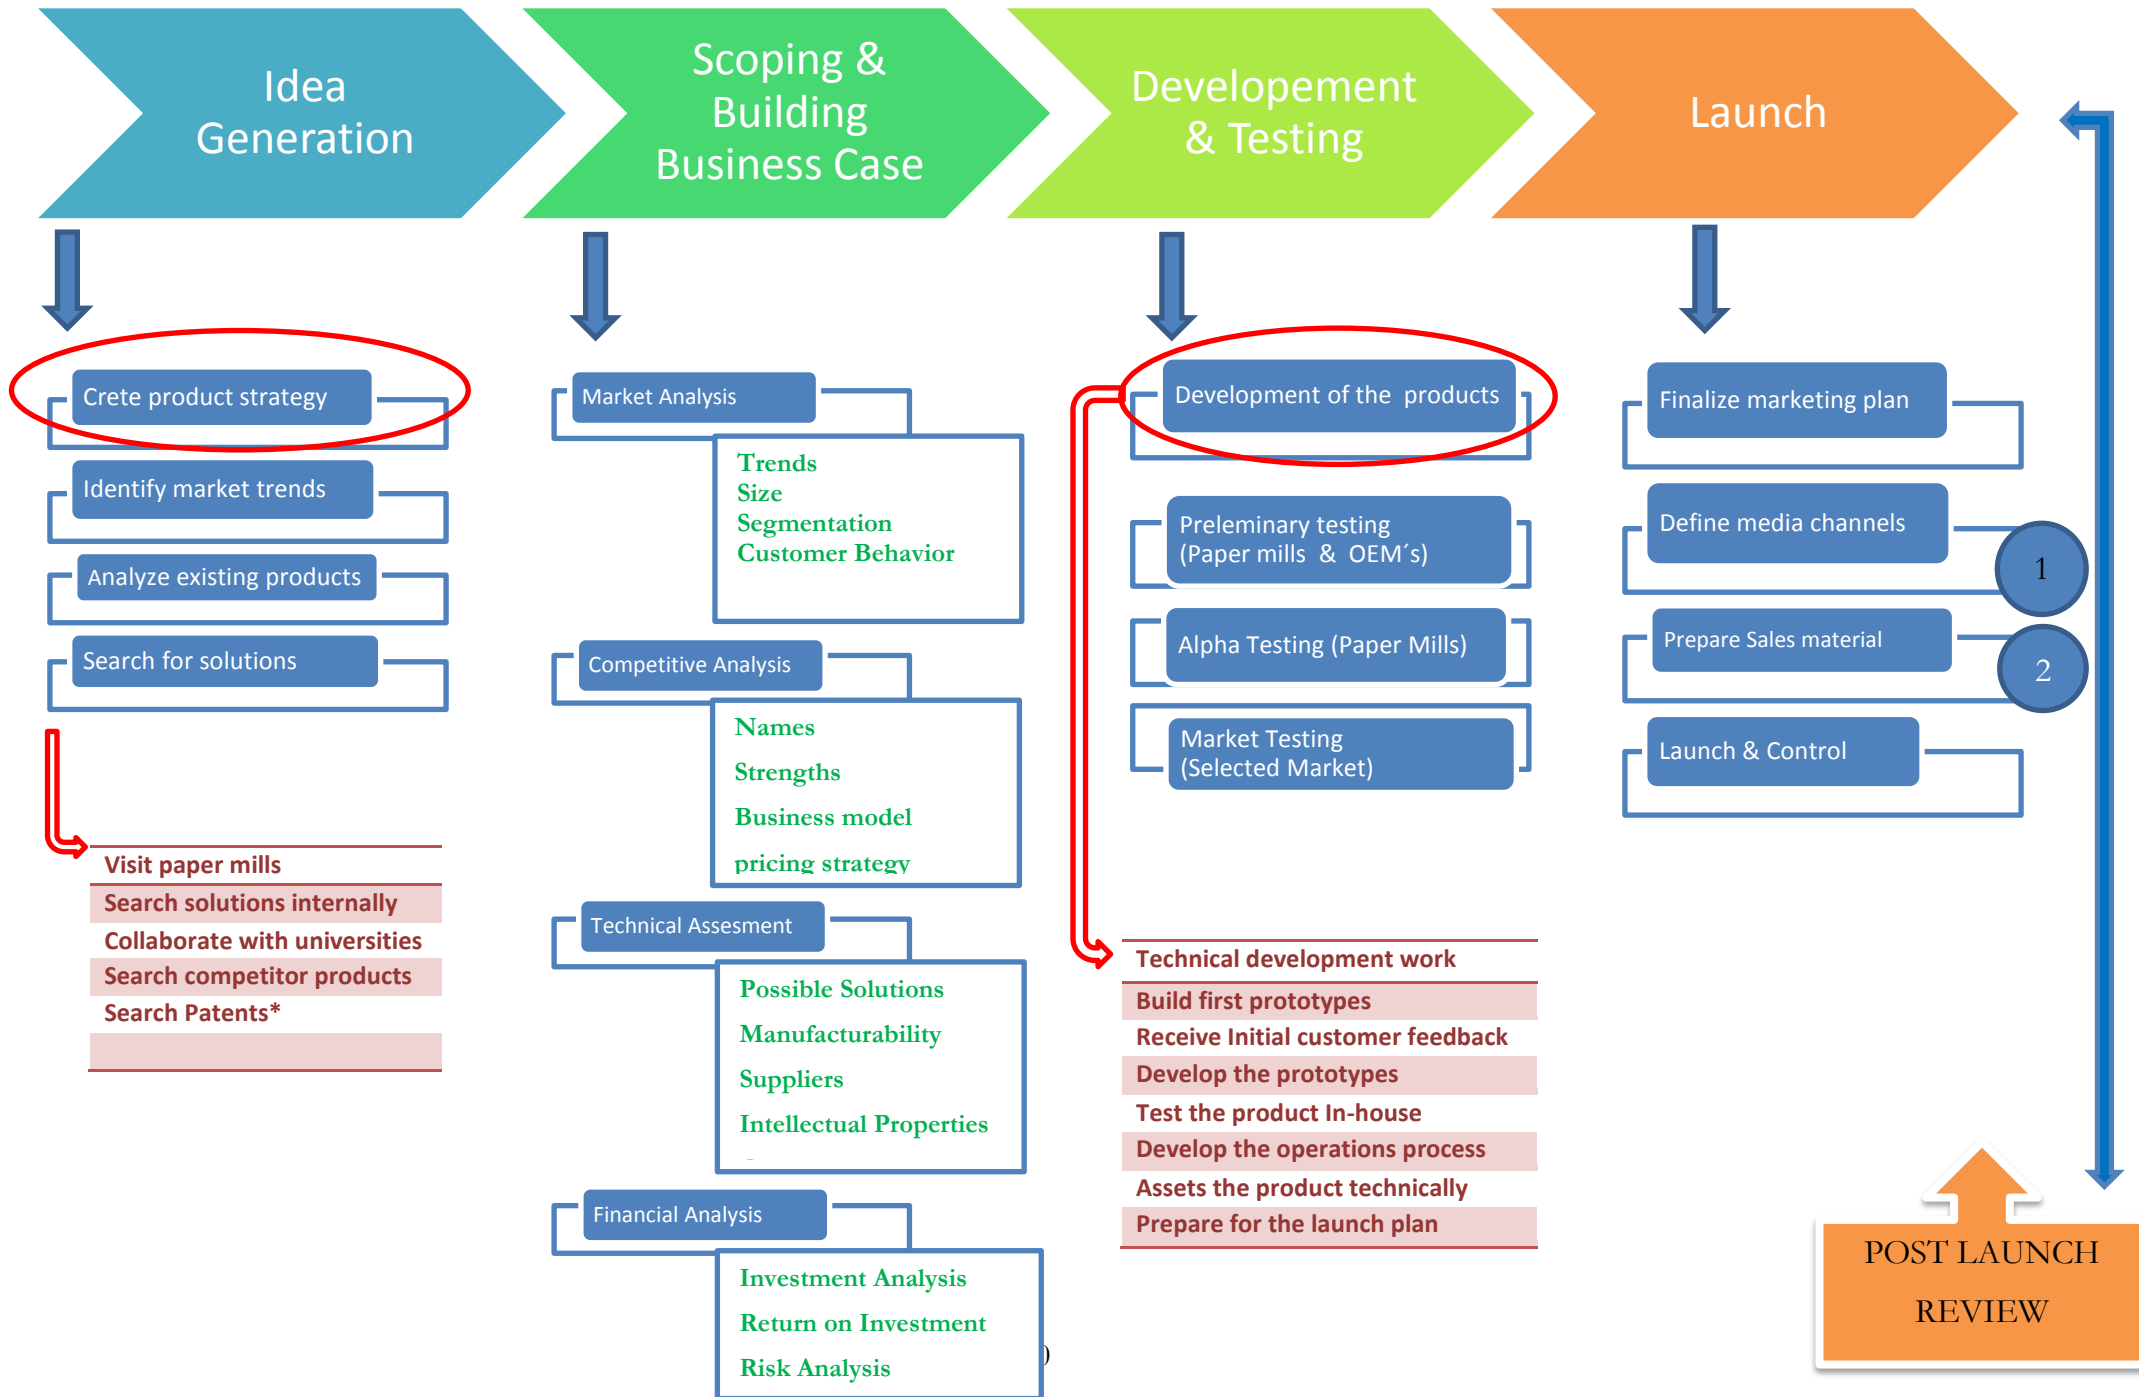 Idea
Generation
Scoping &
Building
Business Case
Developement
& Testing
Launch
Crete product strategy
Identify market trends
Analyze existing products
Search for solutions
Visit paper mills
Search solutions internally
Collaborate with universities
Search competitor products
Search Patents*
Market Analysis
Trends
Size
Segmentation
Customer Behavior
Competitive Analysis
Names
Strengths
Business model
pricing strategy
Technical Assesment
Possible Solutions
Manufacturability
Suppliers
Intellectual Properties
Financial Analysis
Investment Analysis
Return on Investment
Risk Analysis
Development of the products
Preleminary testing
(Paper mills & OEM´s)
Alpha Testing (Paper Mills)
Market Testing
(Selected Market)
Technical development work
Build first prototypes
Receive Initial customer feedback
Develop the prototypes
Test the product In-house
Develop the operations process
Assets the product technically
Prepare for the launch plan
Finalize marketing plan
Define media channels
1
Prepare Sales material
2
Launch & Control
POST LAUNCH
REVIEW